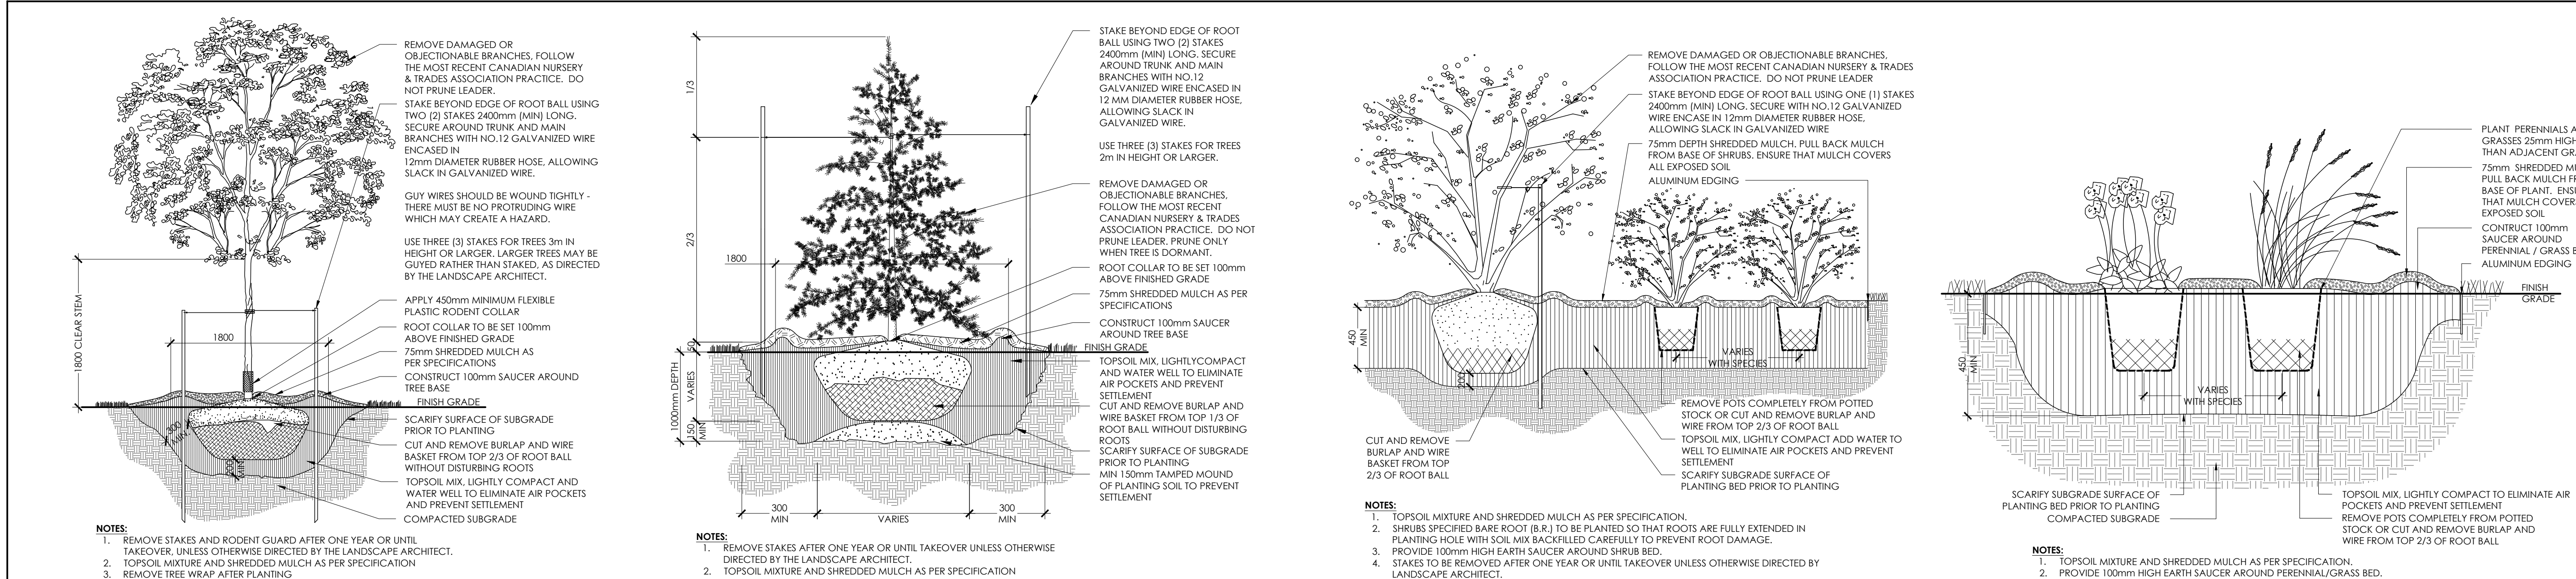 REMOVE DAMAGED OR
OBJECTIONABLE BRANCHES, FOLLOW
THE MOST RECENT CANADIAN NURSERY
& TRADES ASSOCIATION PRACTICE. DO
NOT PRUNE LEADER.
STAKE BEYOND EDGE OF ROOT BALL USING
TWO (2) STAKES 2400mm (MIN) LONG.
SECURE AROUND TRUNK AND MAIN
BRANCHES WITH NO.12 GALVANIZED WIRE
ENCASED IN
12mm DIAMETER RUBBER HOSE, ALLOWING
SLACK IN GALVANIZED WIRE.
GUY WIRES SHOULD BE WOUND TIGHTLY -
THERE MUST BE NO PROTRUDING WIRE
WHICH MAY CREATE A HAZARD.
USE THREE (3) STAKES FOR TREES 3m IN
HEIGHT OR LARGER. LARGER TREES MAY BE
GUYED RATHER THAN STAKED, AS DIRECTED
BY THE LANDSCAPE ARCHITECT.
APPLY 450mm MINIMUM FLEXIBLE
PLASTIC RODENT COLLAR
ROOT COLLAR TO BE SET 100mm
ABOVE FINISHED GRADE
75mm SHREDDED MULCH AS
PER SPECIFICATIONS
CONSTRUCT 100mm SAUCER AROUND
TREE BASE
FINISH GRADE
SCARIFY SURFACE OF SUBGRADE
PRIOR TO PLANTING
CUT AND REMOVE BURLAP AND WIRE
BASKET FROM TOP 2/3 OF ROOT BALL
WITHOUT DISTURBING ROOTS
TOPSOIL MIX, LIGHTLY COMPACT AND
WATER WELL TO ELIMINATE AIR POCKETS
AND PREVENT SETTLEMENT
COMPACTED SUBGRADE
1800 CLEAR STEM
1800
300
MIN.
200
MIN
NOTES:
1. REMOVE STAKES AND RODENT GUARD AFTER ONE YEAR OR UNTIL
TAKEOVER, UNLESS OTHERWISE DIRECTED BY THE LANDSCAPE ARCHITECT.
2. TOPSOIL MIXTURE AND SHREDDED MULCH AS PER SPECIFICATION
3. REMOVE TREE WRAP AFTER PLANTING
STAKE BEYOND EDGE OF ROOT
BALL USING TWO (2) STAKES
2400mm (MIN) LONG. SECURE
AROUND TRUNK AND MAIN
BRANCHES WITH NO.12
GALVANIZED WIRE ENCASED IN
12 MM DIAMETER RUBBER HOSE,
ALLOWING SLACK IN
GALVANIZED WIRE.
USE THREE (3) STAKES FOR TREES
2m IN HEIGHT OR LARGER.
REMOVE DAMAGED OR
OBJECTIONABLE BRANCHES,
FOLLOW THE MOST RECENT
CANADIAN NURSERY & TRADES
ASSOCIATION PRACTICE. DO NOT
PRUNE LEADER. PRUNE ONLY
WHEN TREE IS DORMANT.
ROOT COLLAR TO BE SET 100mm
ABOVE FINISHED GRADE
75mm SHREDDED MULCH AS PER
SPECIFICATIONS
CONSTRUCT 100mm SAUCER
AROUND TREE BASE
FINISH GRADE
TOPSOIL MIX, LIGHTLYCOMPACT
AND WATER WELL TO ELIMINATE
AIR POCKETS AND PREVENT
SETTLEMENT
CUT AND REMOVE BURLAP AND
WIRE BASKET FROM TOP 1/3 OF
ROOT BALL WITHOUT DISTURBING
ROOTS
SCARIFY SURFACE OF SUBGRADE
PRIOR TO PLANTING
MIN 150mm TAMPED MOUND
OF PLANTING SOIL TO PREVENT
SETTLEMENT
1/3
2/3
1800
50
1000mm DEPTH
VARIES
150
MIN
300
MIN
VARIES
300
MIN
NOTES:
1. REMOVE STAKES AFTER ONE YEAR OR UNTIL TAKEOVER UNLESS OTHERWISE
DIRECTED BY THE LANDSCAPE ARCHITECT.
2. TOPSOIL MIXTURE AND SHREDDED MULCH AS PER SPECIFICATION
REMOVE DAMAGED OR OBJECTIONABLE BRANCHES,
FOLLOW THE MOST RECENT CANADIAN NURSERY & TRADES
ASSOCIATION PRACTICE. DO NOT PRUNE LEADER
STAKE BEYOND EDGE OF ROOT BALL USING ONE (1) STAKES
2400mm (MIN) LONG. SECURE WITH NO.12 GALVANIZED
WIRE ENCASE IN 12mm DIAMETER RUBBER HOSE,
ALLOWING SLACK IN GALVANIZED WIRE
75mm DEPTH SHREDDED MULCH. PULL BACK MULCH
FROM BASE OF SHRUBS. ENSURE THAT MULCH COVERS
ALL EXPOSED SOIL
ALUMINUM EDGING
450
MIN
200
VARIES
WITH SPECIES
REMOVE POTS COMPLETELY FROM POTTED
STOCK OR CUT AND REMOVE BURLAP AND
WIRE FROM TOP 2/3 OF ROOT BALL
TOPSOIL MIX, LIGHTLY COMPACT ADD WATER TO
WELL TO ELIMINATE AIR POCKETS AND PREVENT
SETTLEMENT
SCARIFY SUBGRADE SURFACE OF
PLANTING BED PRIOR TO PLANTING
CUT AND REMOVE
BURLAP AND WIRE
BASKET FROM TOP
2/3 OF ROOT BALL
NOTES:
1. TOPSOIL MIXTURE AND SHREDDED MULCH AS PER SPECIFICATION.
2. SHRUBS SPECIFIED BARE ROOT (B.R.) TO BE PLANTED SO THAT ROOTS ARE FULLY EXTENDED IN
PLANTING HOLE WITH SOIL MIX BACKFILLED CAREFULLY TO PREVENT ROOT DAMAGE.
3. PROVIDE 100mm HIGH EARTH SAUCER AROUND SHRUB BED.
4. STAKES TO BE REMOVED AFTER ONE YEAR OR UNTIL TAKEOVER UNLESS OTHERWISE DIRECTED BY
LANDSCAPE ARCHITECT.
PLANT PERENNIALS A
GRASSES 25mm HIGH
THAN ADJACENT GR
75mm SHREDDED MU
PULL BACK MULCH FR
BASE OF PLANT. ENSU
THAT MULCH COVERS
EXPOSED SOIL
CONTRUCT 100mm
SAUCER AROUND
PERENNIAL / GRASS B
ALUMINUM EDGING
FINISH
GRADE
450
MIN
VARIES
WITH SPECIES
SCARIFY SUBGRADE SURFACE OF
PLANTING BED PRIOR TO PLANTING
COMPACTED SUBGRADE
TOPSOIL MIX, LIGHTLY COMPACT TO ELIMINATE AIR
POCKETS AND PREVENT SETTLEMENT
REMOVE POTS COMPLETELY FROM POTTED
STOCK OR CUT AND REMOVE BURLAP AND
WIRE FROM TOP 2/3 OF ROOT BALL
NOTES:
1. TOPSOIL MIXTURE AND SHREDDED MULCH AS PER SPECIFICATION.
2. PROVIDE 100mm HIGH EARTH SAUCER AROUND PERENNIAL/GRASS BED.